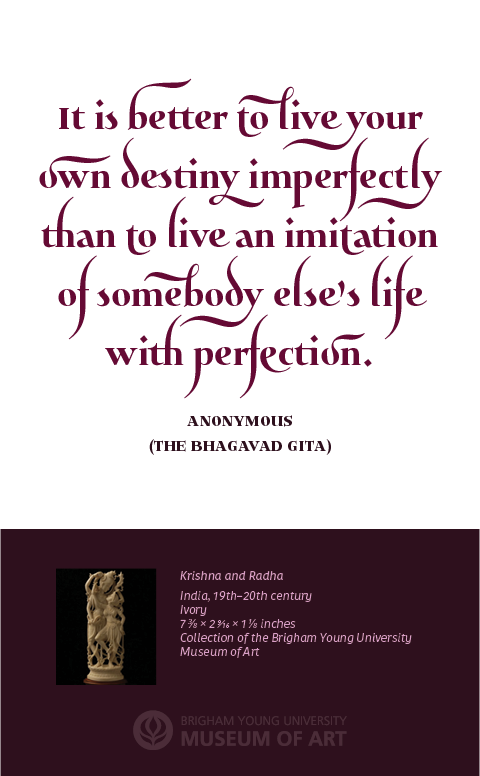 It is better to live your
own destiny imperfectly
than to live an imitation
of somebody else's life
with perfection.
ANONYMOUS
(THE BHAGAVAD GITA)
Krishna and Radha
India, 19th–20th century
Ivory
7 3/8 × 2 9/16 × 1 1/8 inches
Collection of the Brigham Young University
Museum of Art
BRIGHAM YOUNG UNIVERSITY
MUSEUM OF ART